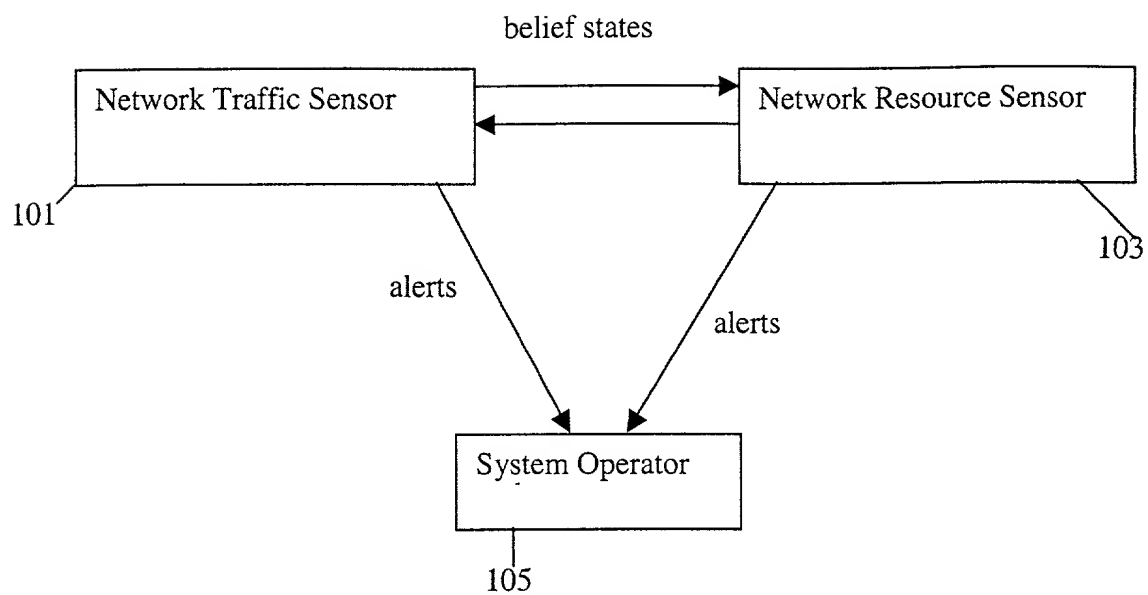 belief states
Network Traffic Sensor
Network Resource Sensor
101
103
alerts
alerts
System Operator
105